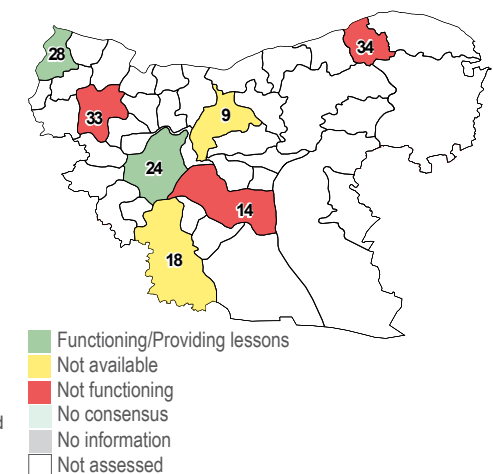 28
34
33
9
24
14
18
Functioning/Providing lessons
Not available
Not functioning
No consensus
d
No information
Not assessed